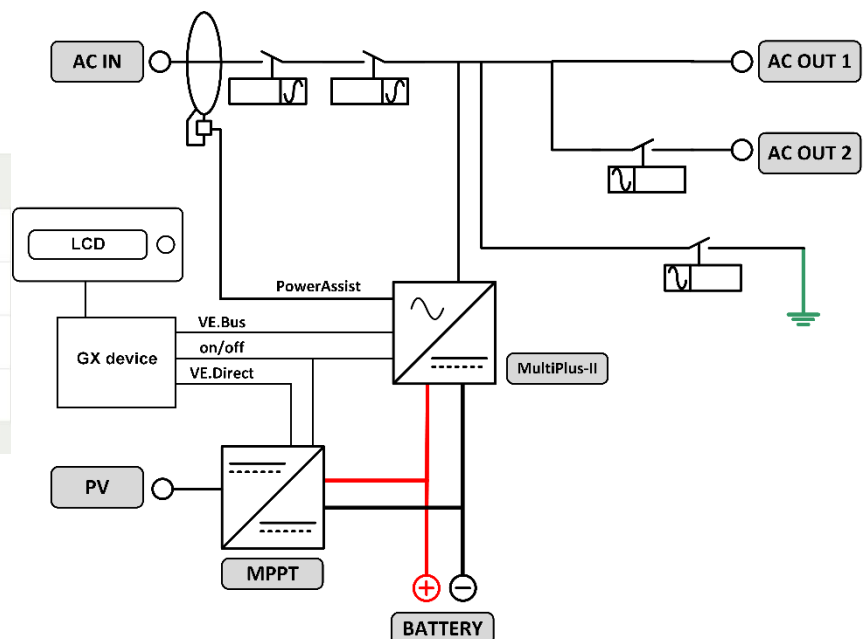 AC IN
AC OUT 1
AC OUT 2
LCD
PowerAssist
VE.Bus
GX device
on/off
MultiPlus-II
VE.Direct
PV
MPPT
BATTERY